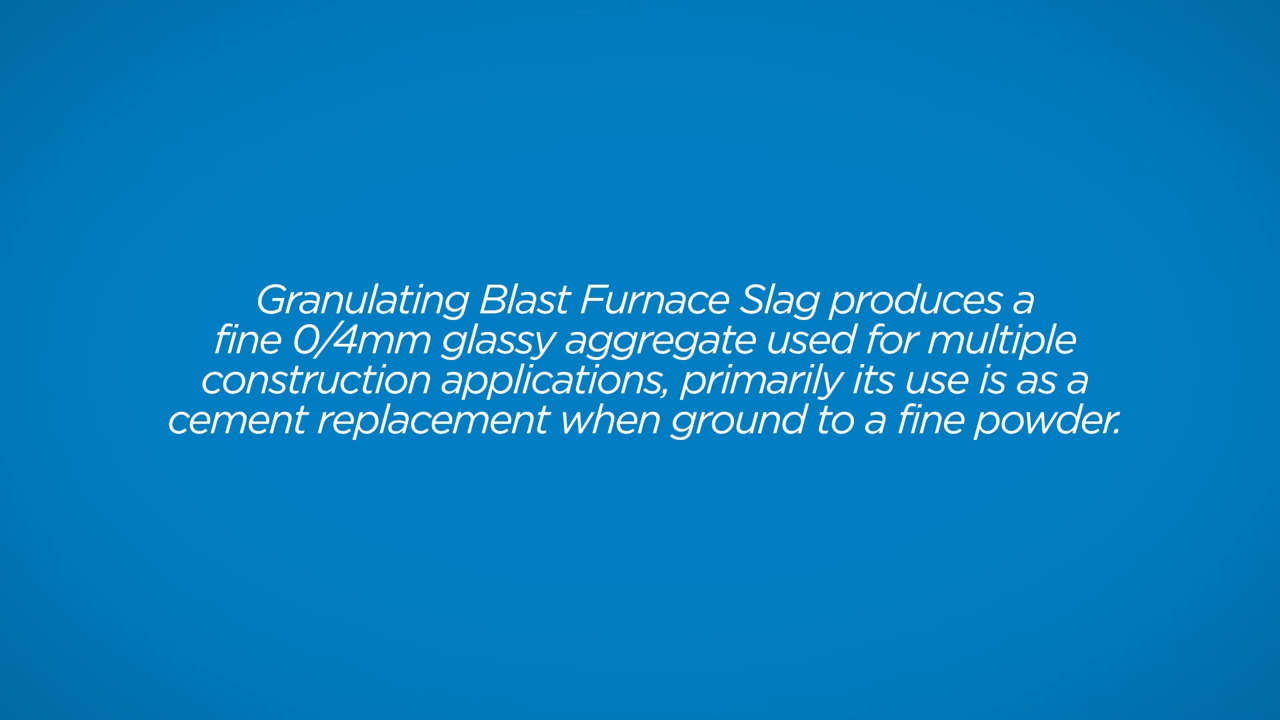 Granulating Blast Furnace Slag produces a
fine 0/4mm glassy aggregate used for multiple
construction applications, primarily its use is as a
cement replacement when ground to a fine powder.